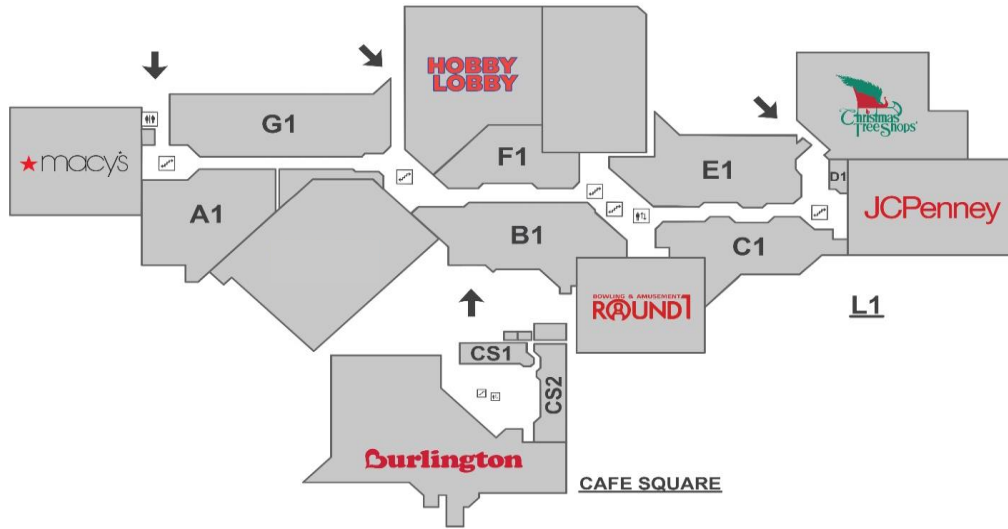 HOBBY
LOBBY
Christmas
Tree Shops
G1
macy's
F1
E1
D1
JCPenney
A1
B1
C1
BOWLING & AMUSEMENT
ROUND1
L1
CS1
CS2
Burlington
CAFE SQUARE